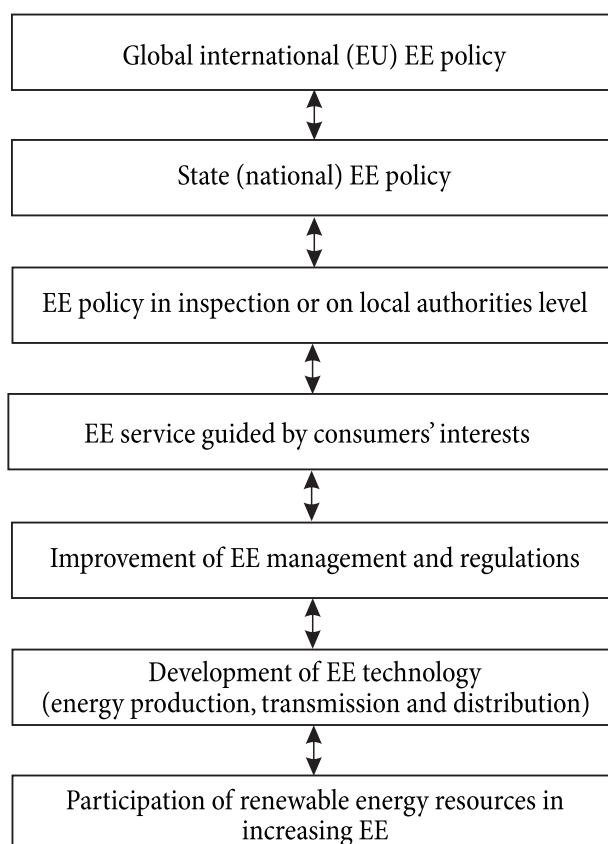 Global international (EU) EE policy
State (national) EE policy
EE policy in inspection or on local authorities level
EE service guided by consumers’ interests
Improvement of EE management and regulations
Development of EE technology
(energy production, transmission and distribution)
Participation of renewable energy resources in
increasing EE